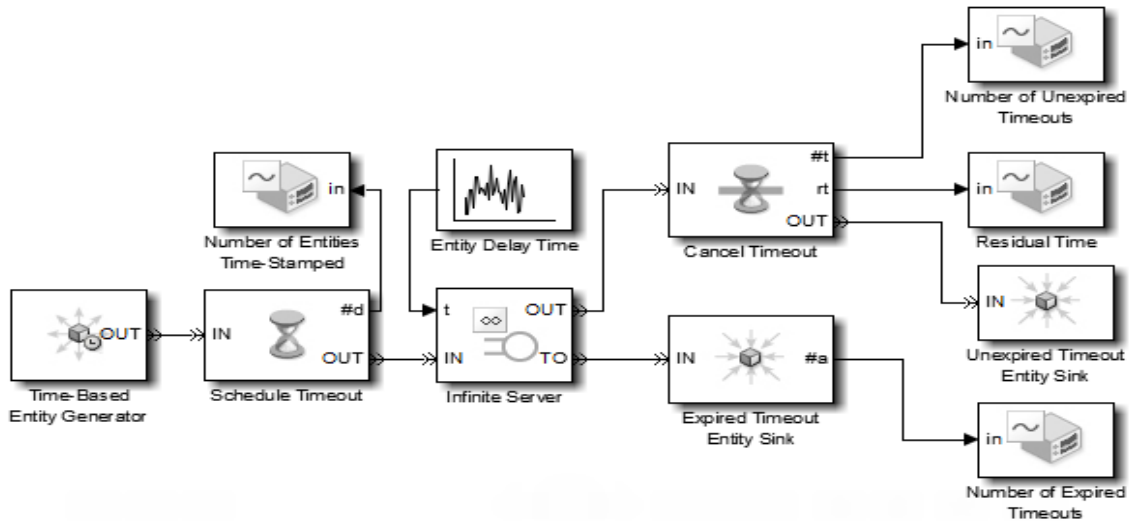 in
Number of Unexpired
Timeouts
in
Number of Entities
Time-Stamped
Entity Delay Time
IN
#t
rt
OUT
Cancel Timeout
in
Residual Time
OUT
Time-Based
Entity Generator
IN
#d
OUT
Schedule Timeout
t
IN
∞
OUT
TO
Infinite Server
IN
#a
Expired Timeout
Entity Sink
IN
Unexpired Timeout
Entity Sink
in
Number of Expired
Timeouts